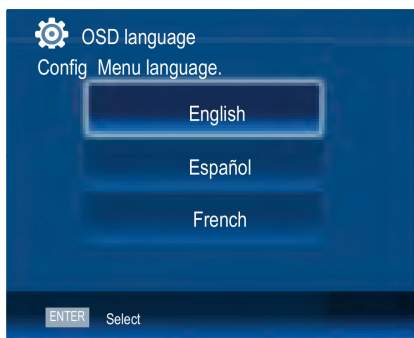 OSD language
Config Menu language.
English
Español
French
ENTER Select